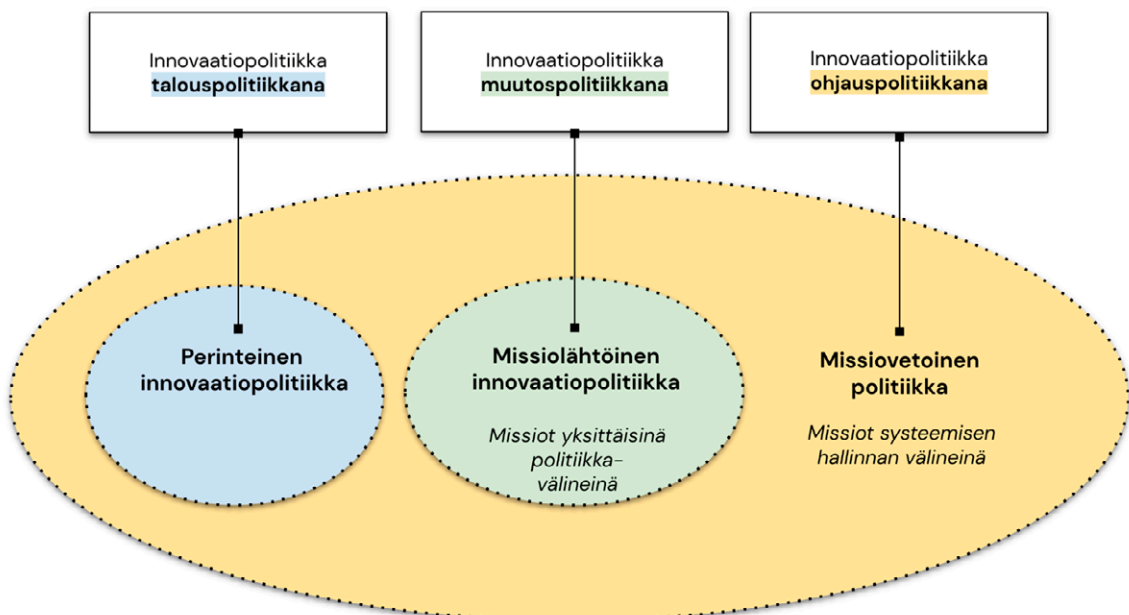 Innovaatiopolitiikka
talouspolitiikkana
Innovaatiopolitiikka
muutospolitiikkana
Innovaatiopolitiikka
ohjauspolitiikkana
Perinteinen
innovaatiopolitiikka
Missiolähtöinen
innovaatiopolitiikka
Missiot yksittäisinä
politiikka-
välineinä
Missiovetoinen
politiikka
Missiot systeemisen
hallinnan välineinä